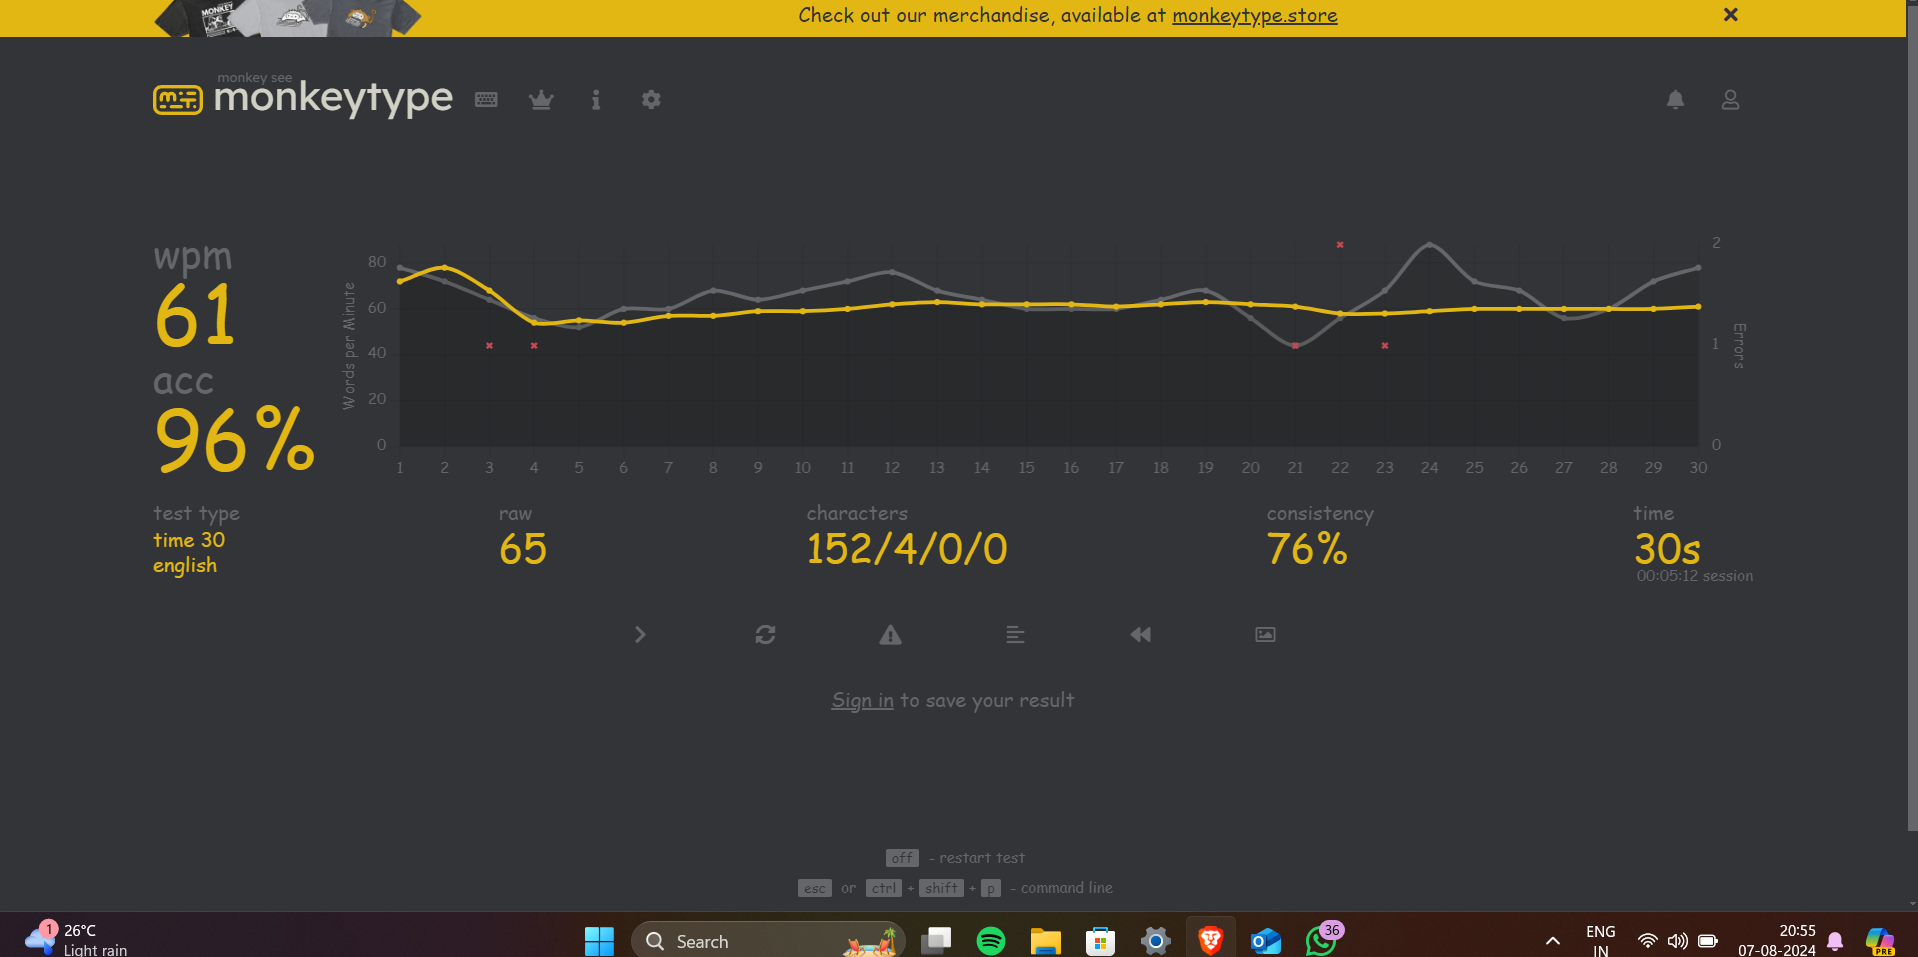 Check out our merchandise, available at monkeytype.store
MONKEY
monkey see
monkeytype
wpm
61
acc
96%
Words per Minute
80
60
40
20
0
1 2 3 4 5 6 7 8 9 10 11 12 13 14 15 16 17 18 19 20 21 22 23 24 25 26 27 28 29 30
2
1
0
Errors
test type
time 30
english
raw
65
characters
152/4/0/0
consistency
76%
time
30s
00:05:12 session
Sign in to save your result
off - restart test
esc or ctrl + shift + p - command line
1
26°C
Light rain
Search
36
ENG
IN
20:55
07-08-2024
PRE